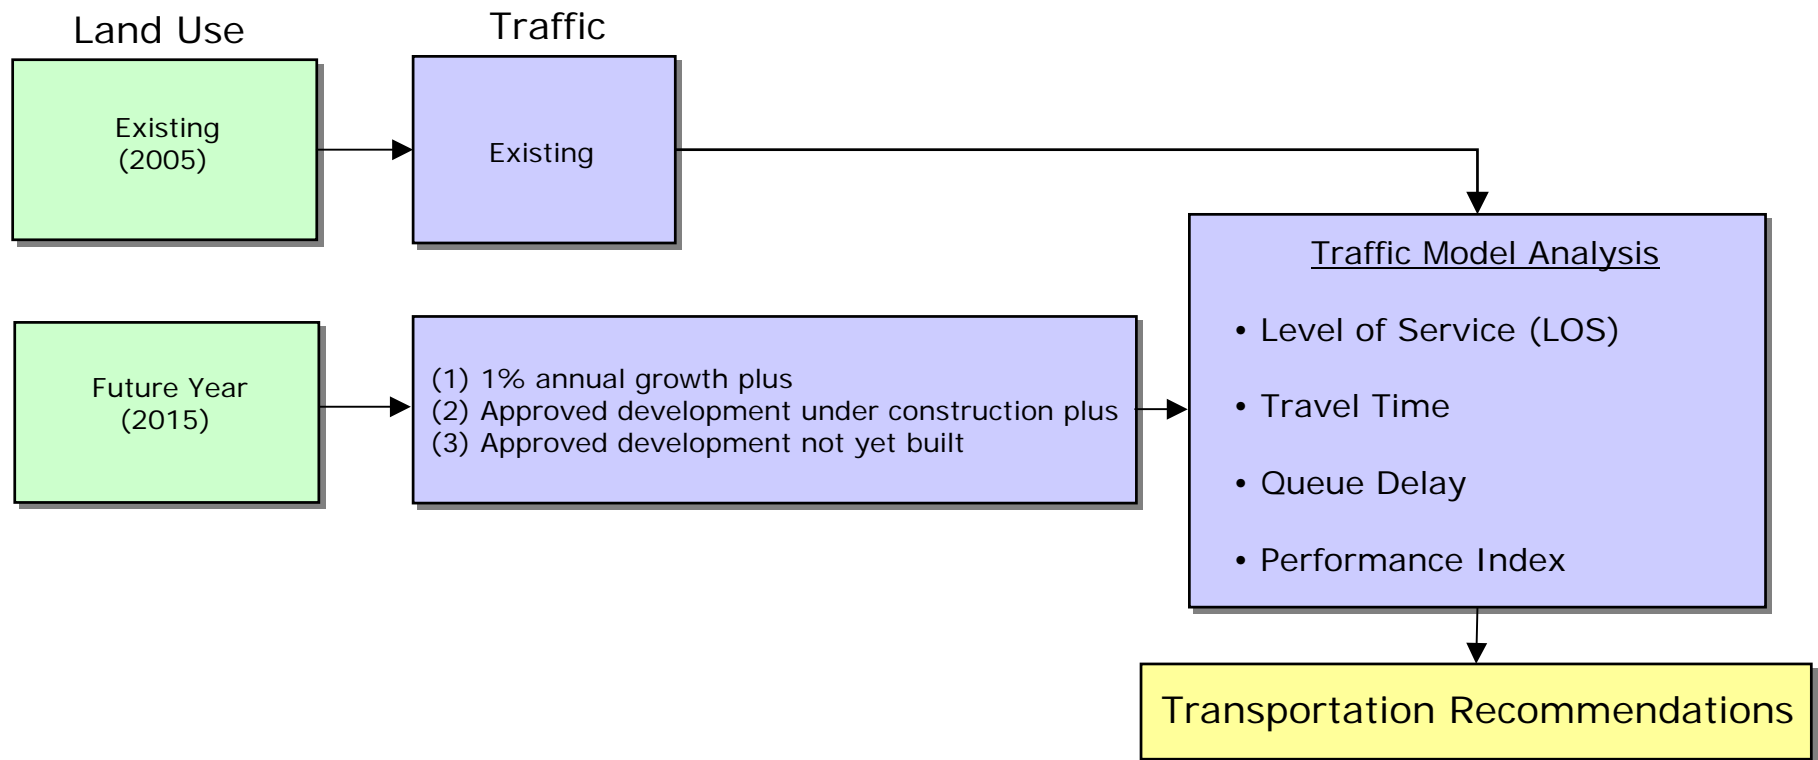 Land Use
Traffic
Existing
(2005)
Existing
Future Year
(2015)
(1) 1% annual growth plus
(2) Approved development under construction plus
(3) Approved development not yet built
Traffic Model Analysis
• Level of Service (LOS)
• Travel Time
• Queue Delay
• Performance Index
Transportation Recommendations